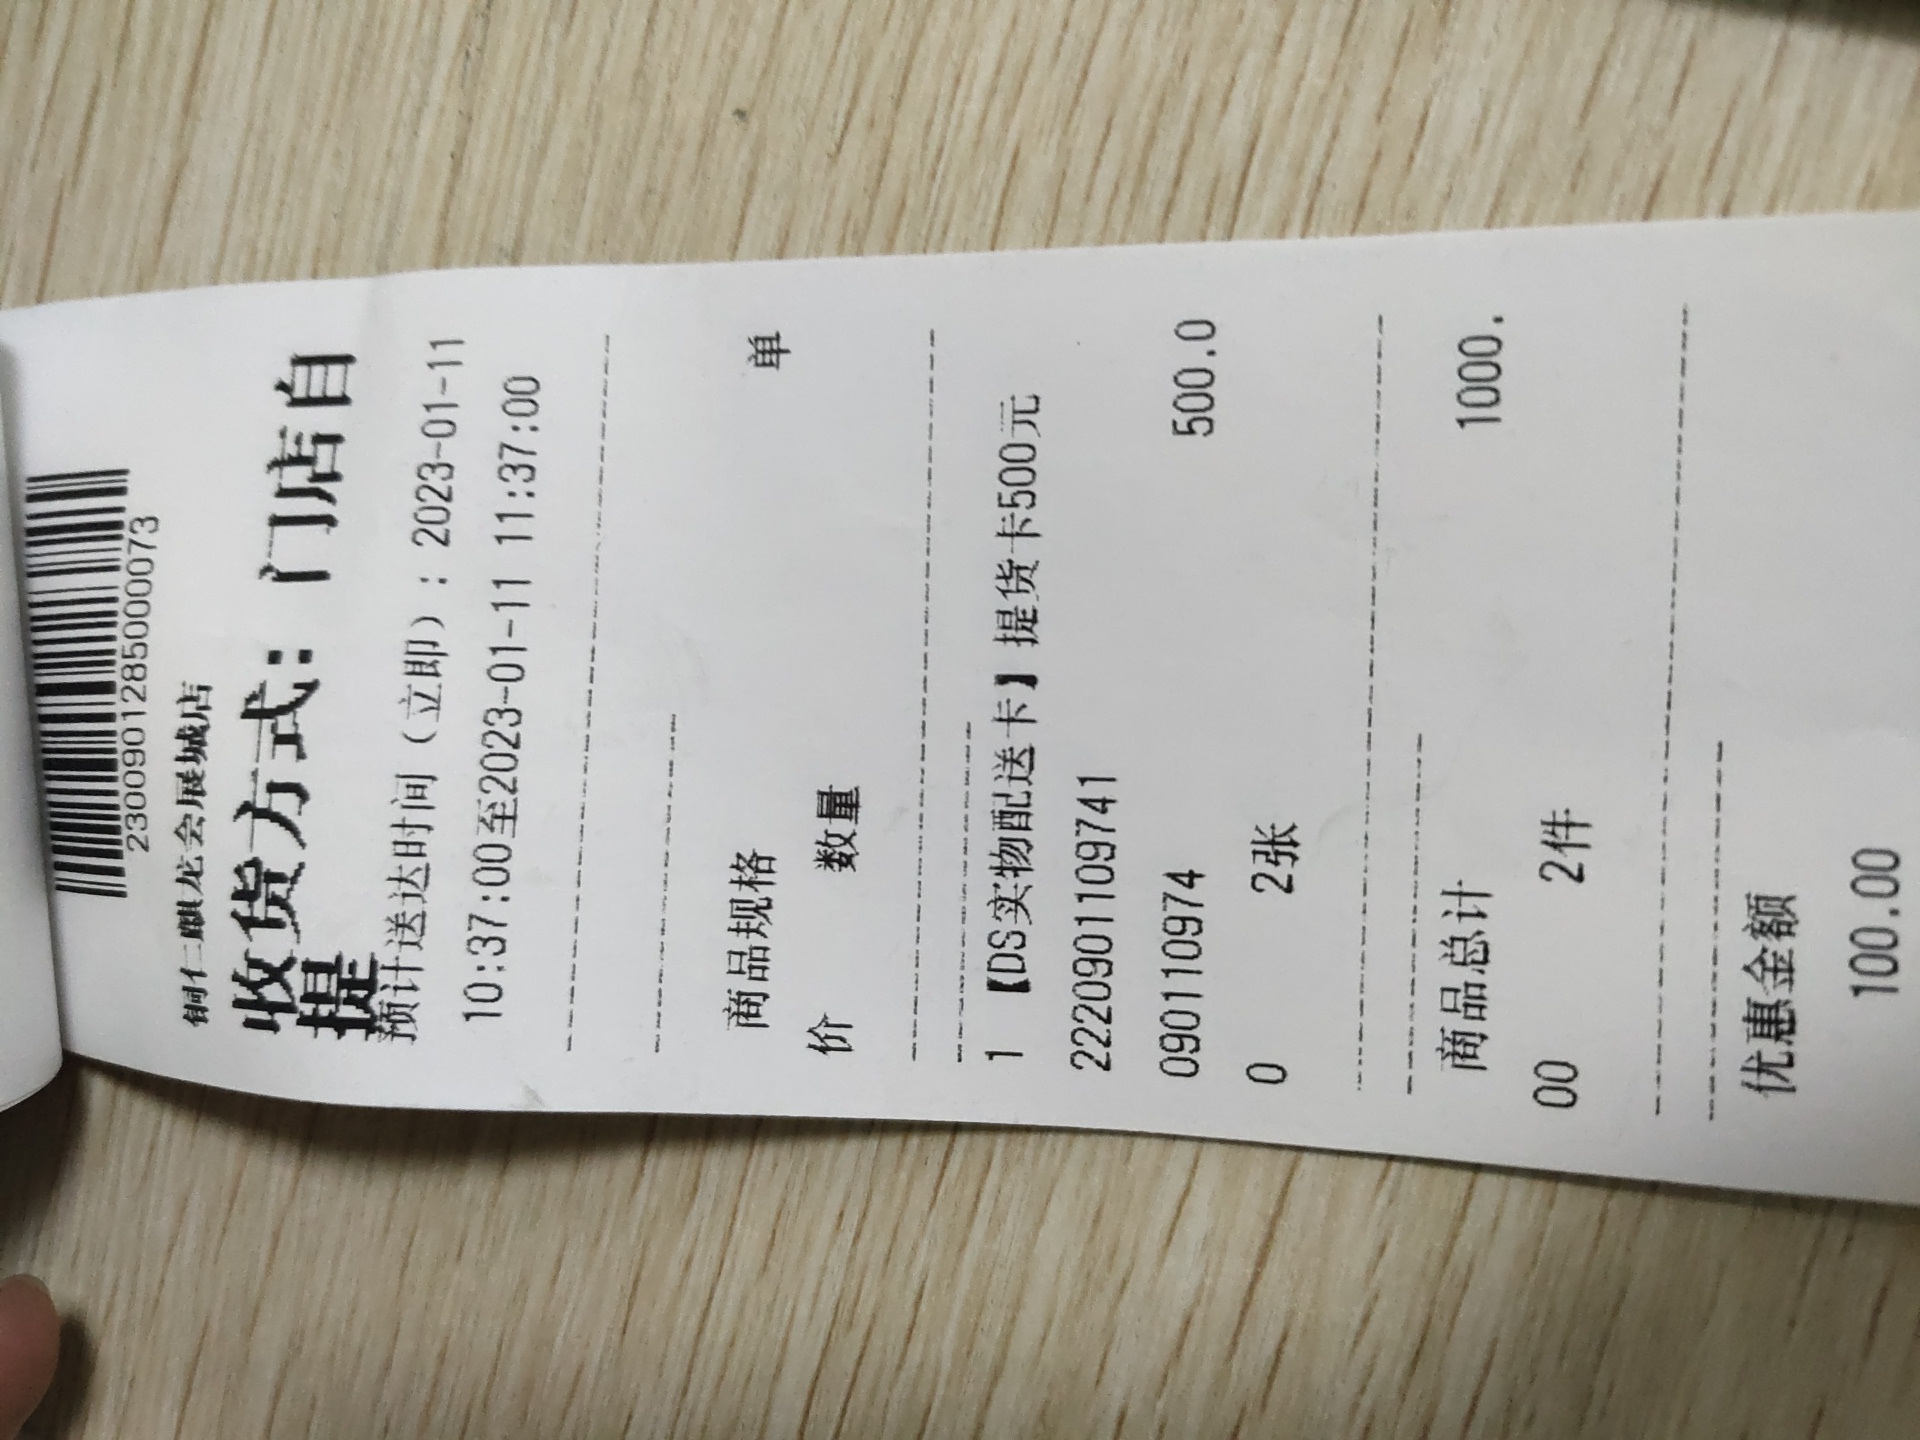 2300901285000073
铜仁麒龙会展城店
收货方式：门店自
提
预计送达时间（立即）：2023-01-11
10:37:00至2023-01-11 11:37:00
商品规格 单
价 数量
1 【DS实物配送卡】提货卡500元
2220901109741
090110974 500.0
0 2张
商品总计 1000.
00 2件
优惠金额
100.00